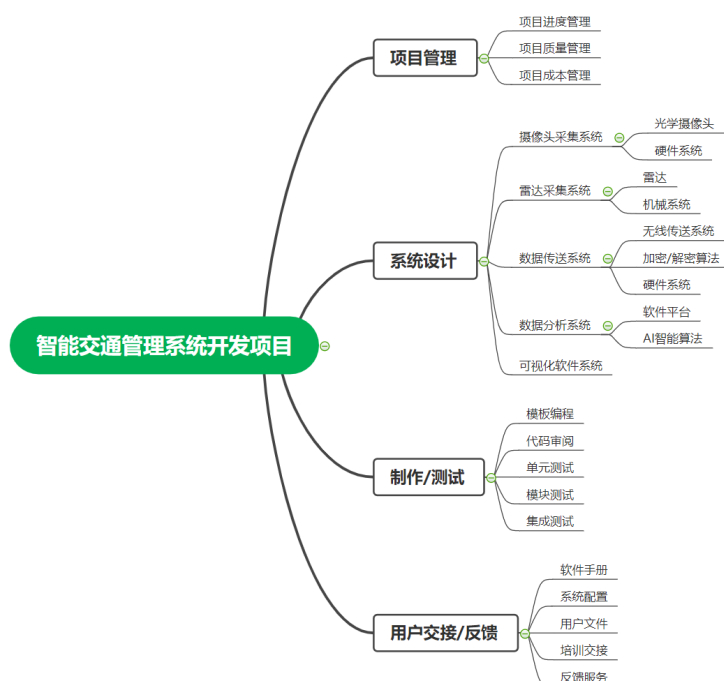 智能交通管理系统开发项目
项目管理
项目进度管理
项目质量管理
项目成本管理
系统设计
摄像头采集系统
光学摄像头
硬件系统
雷达采集系统
雷达
机械系统
数据传送系统
无线传送系统
加密/解密算法
硬件系统
数据分析系统
软件平台
AI智能算法
可视化软件系统
制作/测试
模板编程
代码审阅
单元测试
模块测试
集成测试
用户交接/反馈
软件手册
系统配置
用户文件
培训交接
反馈服务